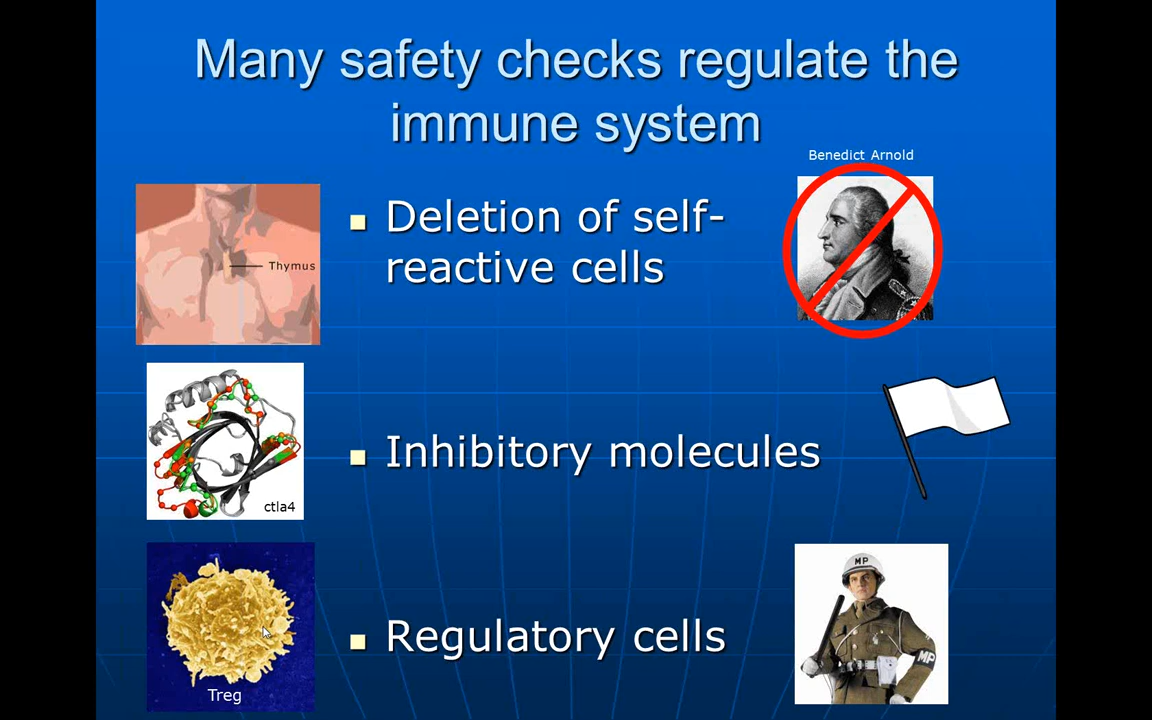 Many safety checks regulate the
immune system
Benedict Arnold
Deletion of self-
reactive cells
Thymus
Inhibitory molecules
ctla4
MP
Regulatory cells
MP
Treg